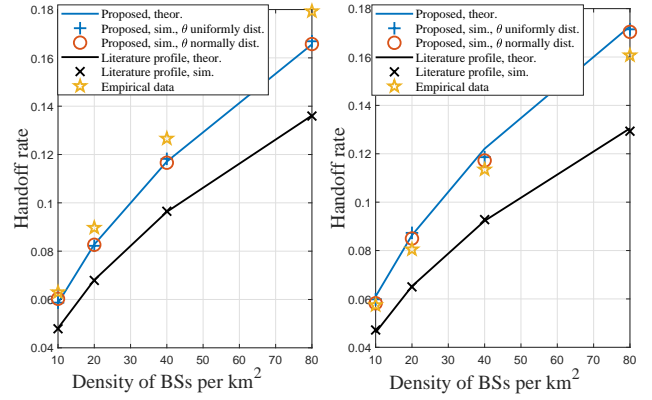 0.18
0.16
0.14
0.12
0.1
0.08
0.06
0.04
Handoff rate
Proposed, theor.
Proposed, sim., θ uniformly dist.
Proposed, sim., θ normally dist.
Literature profile, theor.
Literature profile, sim.
Empirical data
10 20 30 40 50 60 70 80
Density of BSs per km²
0.18
0.16
0.14
0.12
0.1
0.08
0.06
0.04
Handoff rate
Proposed, theor.
Proposed, sim., θ uniformly dist.
Proposed, sim., θ normally dist.
Literature profile, theor.
Literature profile, sim.
Empirical data
10 20 30 40 50 60 70 80
Density of BSs per km²